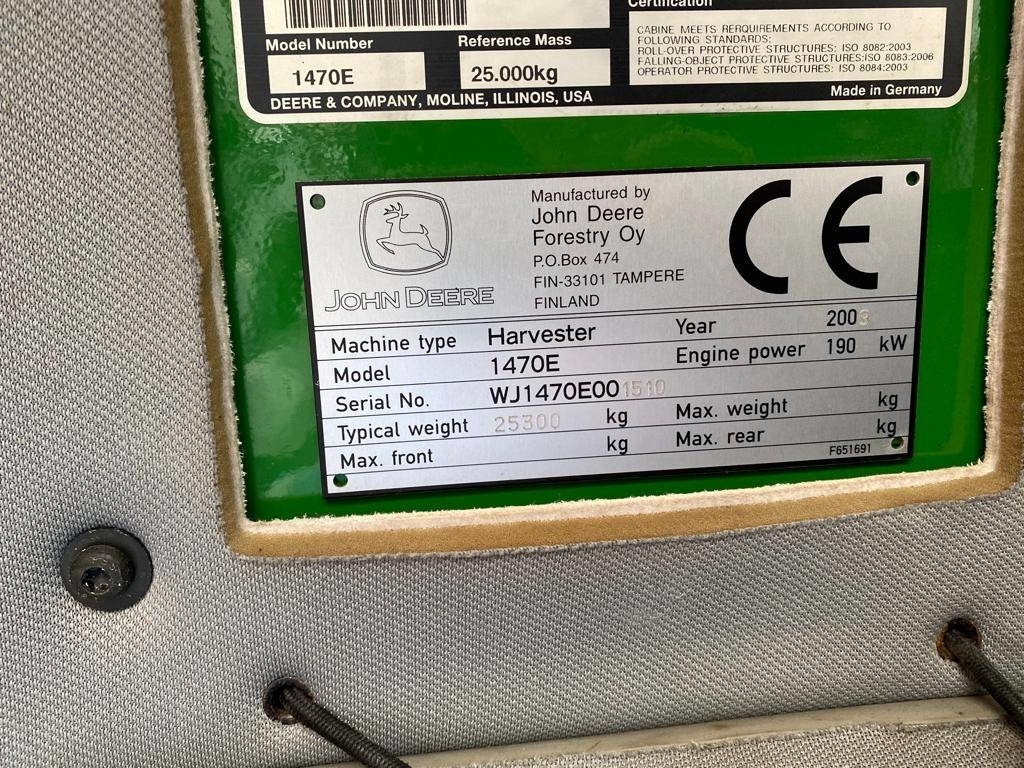 Certification
Model Number
Reference Mass
1470E
25.000kg
CABINE MEETS RERQUIREMENTS ACCORDING TO
FOLLOWING STANDARDS:
ROLL-OVER PROTECTIVE STRUCTURES: ISO 8082:2003
FALLING-OBJECT PROTECTIVE STRUCTURES:ISO 8083:2006
OPERATOR PROTECTIVE STRUCTURES: ISO 8084:2003
DEERE & COMPANY, MOLINE, ILLINOIS, USA
Made in Germany
JOHN DEERE
Manufactured by
John Deere
Forestry Oy
P.O.Box 474
FIN-33101 TAMPERE
FINLAND
CE
Machine type Harvester Year
Model 1470E Engine power 190 kW
Serial No. WJ1470E001510
Typical weight 25300 kg Max. weight kg
Max. front kg Max. rear kg
F651691